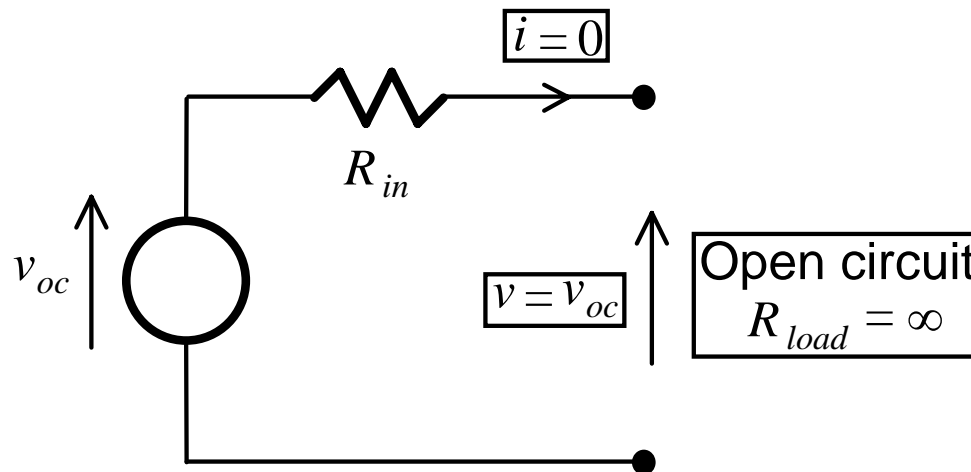 i = 0
R_in
v_oc
v = v_oc
Open circuit
R_load = ∞